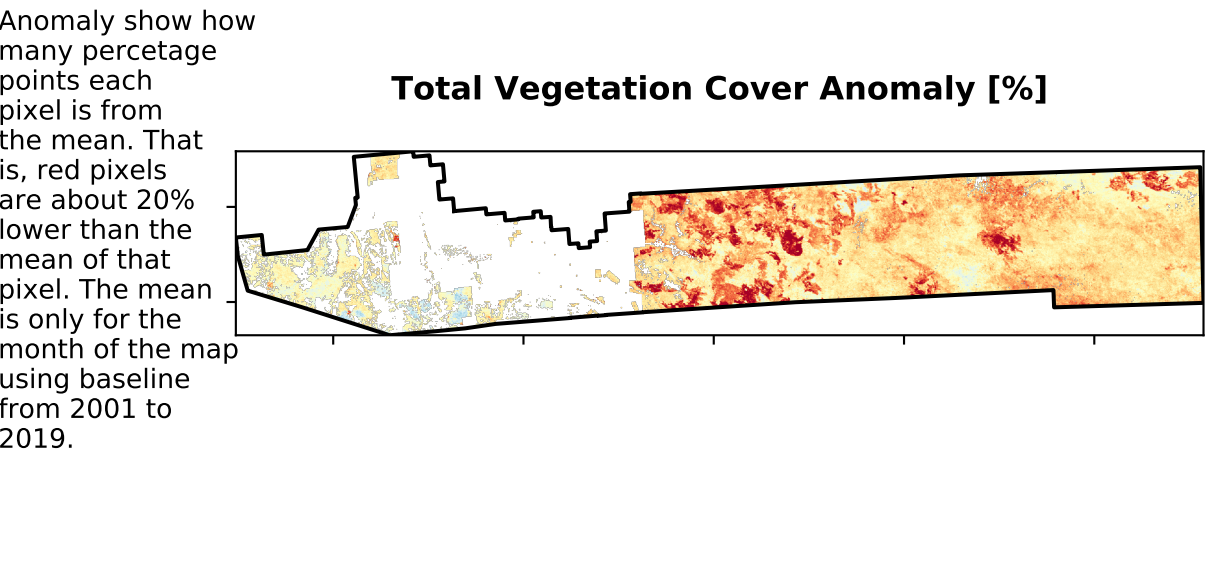 Anomaly show how
many percetage
points each
pixel is from
the mean. That
is, red pixels
are about 20%
lower than the
mean of that
pixel. The mean
is only for the
month of the map
using baseline
from 2001 to
2019.
Total Vegetation Cover Anomaly [%]